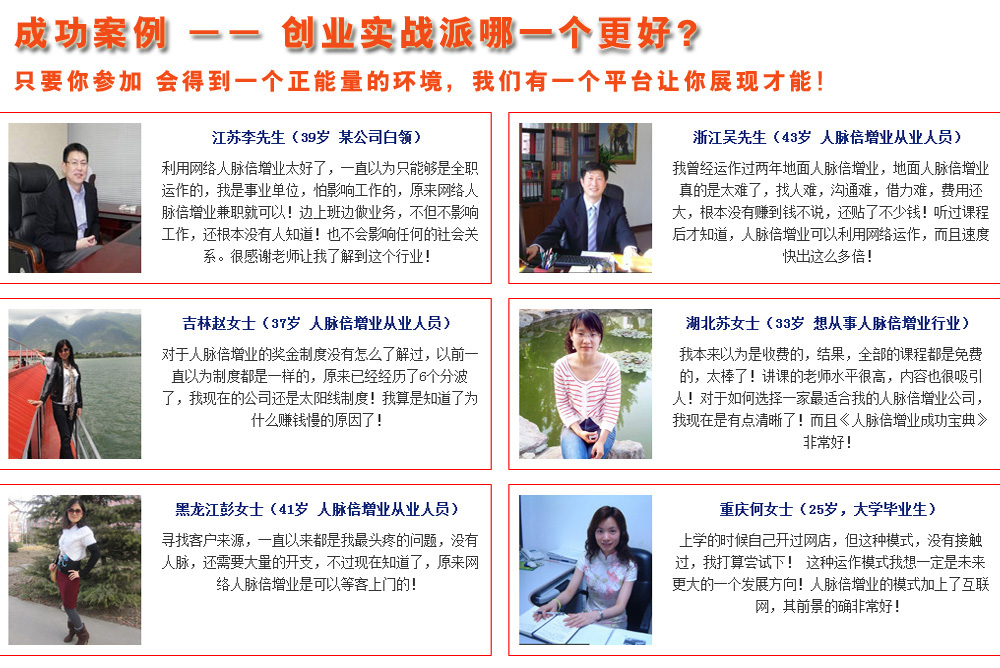 成功案例 —— 创业实战派哪一个更好?
只要你参加 会得到一个正能量的环境，我们有一个平台让你展现才能！
江苏李先生（39岁 某公司白领）
利用网络人脉倍增业太好了，一直以为只能够是全职
运作的，我是事业单位，怕影响工作的，原来网络人
脉倍增业兼职就可以！边上班边做业务，不但不影响
工作，还根本没有人知道！也不会影响任何的社会关
系。很感谢老师让我了解到这个行业！
浙江吴先生（43岁 人脉倍增业从业人员）
我曾经运作过两年地面人脉倍增业，地面人脉倍增业
真的是太难了，找人难，沟通难，借力难，费用还
大，根本没有赚到钱不说，还贴了不少钱！听过课程
后才知道，人脉倍增业可以利用网络运作，而且速度
快出这么多倍！
吉林赵女士（37岁 人脉倍增业从业人员）
对于人脉倍增业的奖金制度没有怎么了解过，以前一
直以为制度都是一样的，原来已经经历了6个分波
了，我现在的公司还是太阳线制度！我算是知道了为
什么赚钱慢的原因了！
湖北苏女士（33岁 想从事人脉倍增业行业）
我本来以为是收费的，结果，全部的课程都是免费
的，太棒了！讲课的老师水平很高，内容也很吸引
人！对于如何选择一家最适合我的人脉倍增业公司，
我现在是有点清晰了！而且《人脉倍增业成功宝典》
非常好！
黑龙江彭女士（41岁 人脉倍增业从业人员）
寻找客户来源，一直以来都是我最头疼的问题，没有
人脉，还需要大量的开支，不过现在知道了，原来网
络人脉倍增是可以等客上门的！
重庆何女士（25岁，大学毕业生）
上学的时候自己开过网店，但这种模式，没有接触
过，我打算尝试下！ 这种运作模式我想一定是未来
更大的一个发展方向！人脉倍增业的模式加上了互联
网，其前景的确非常好！